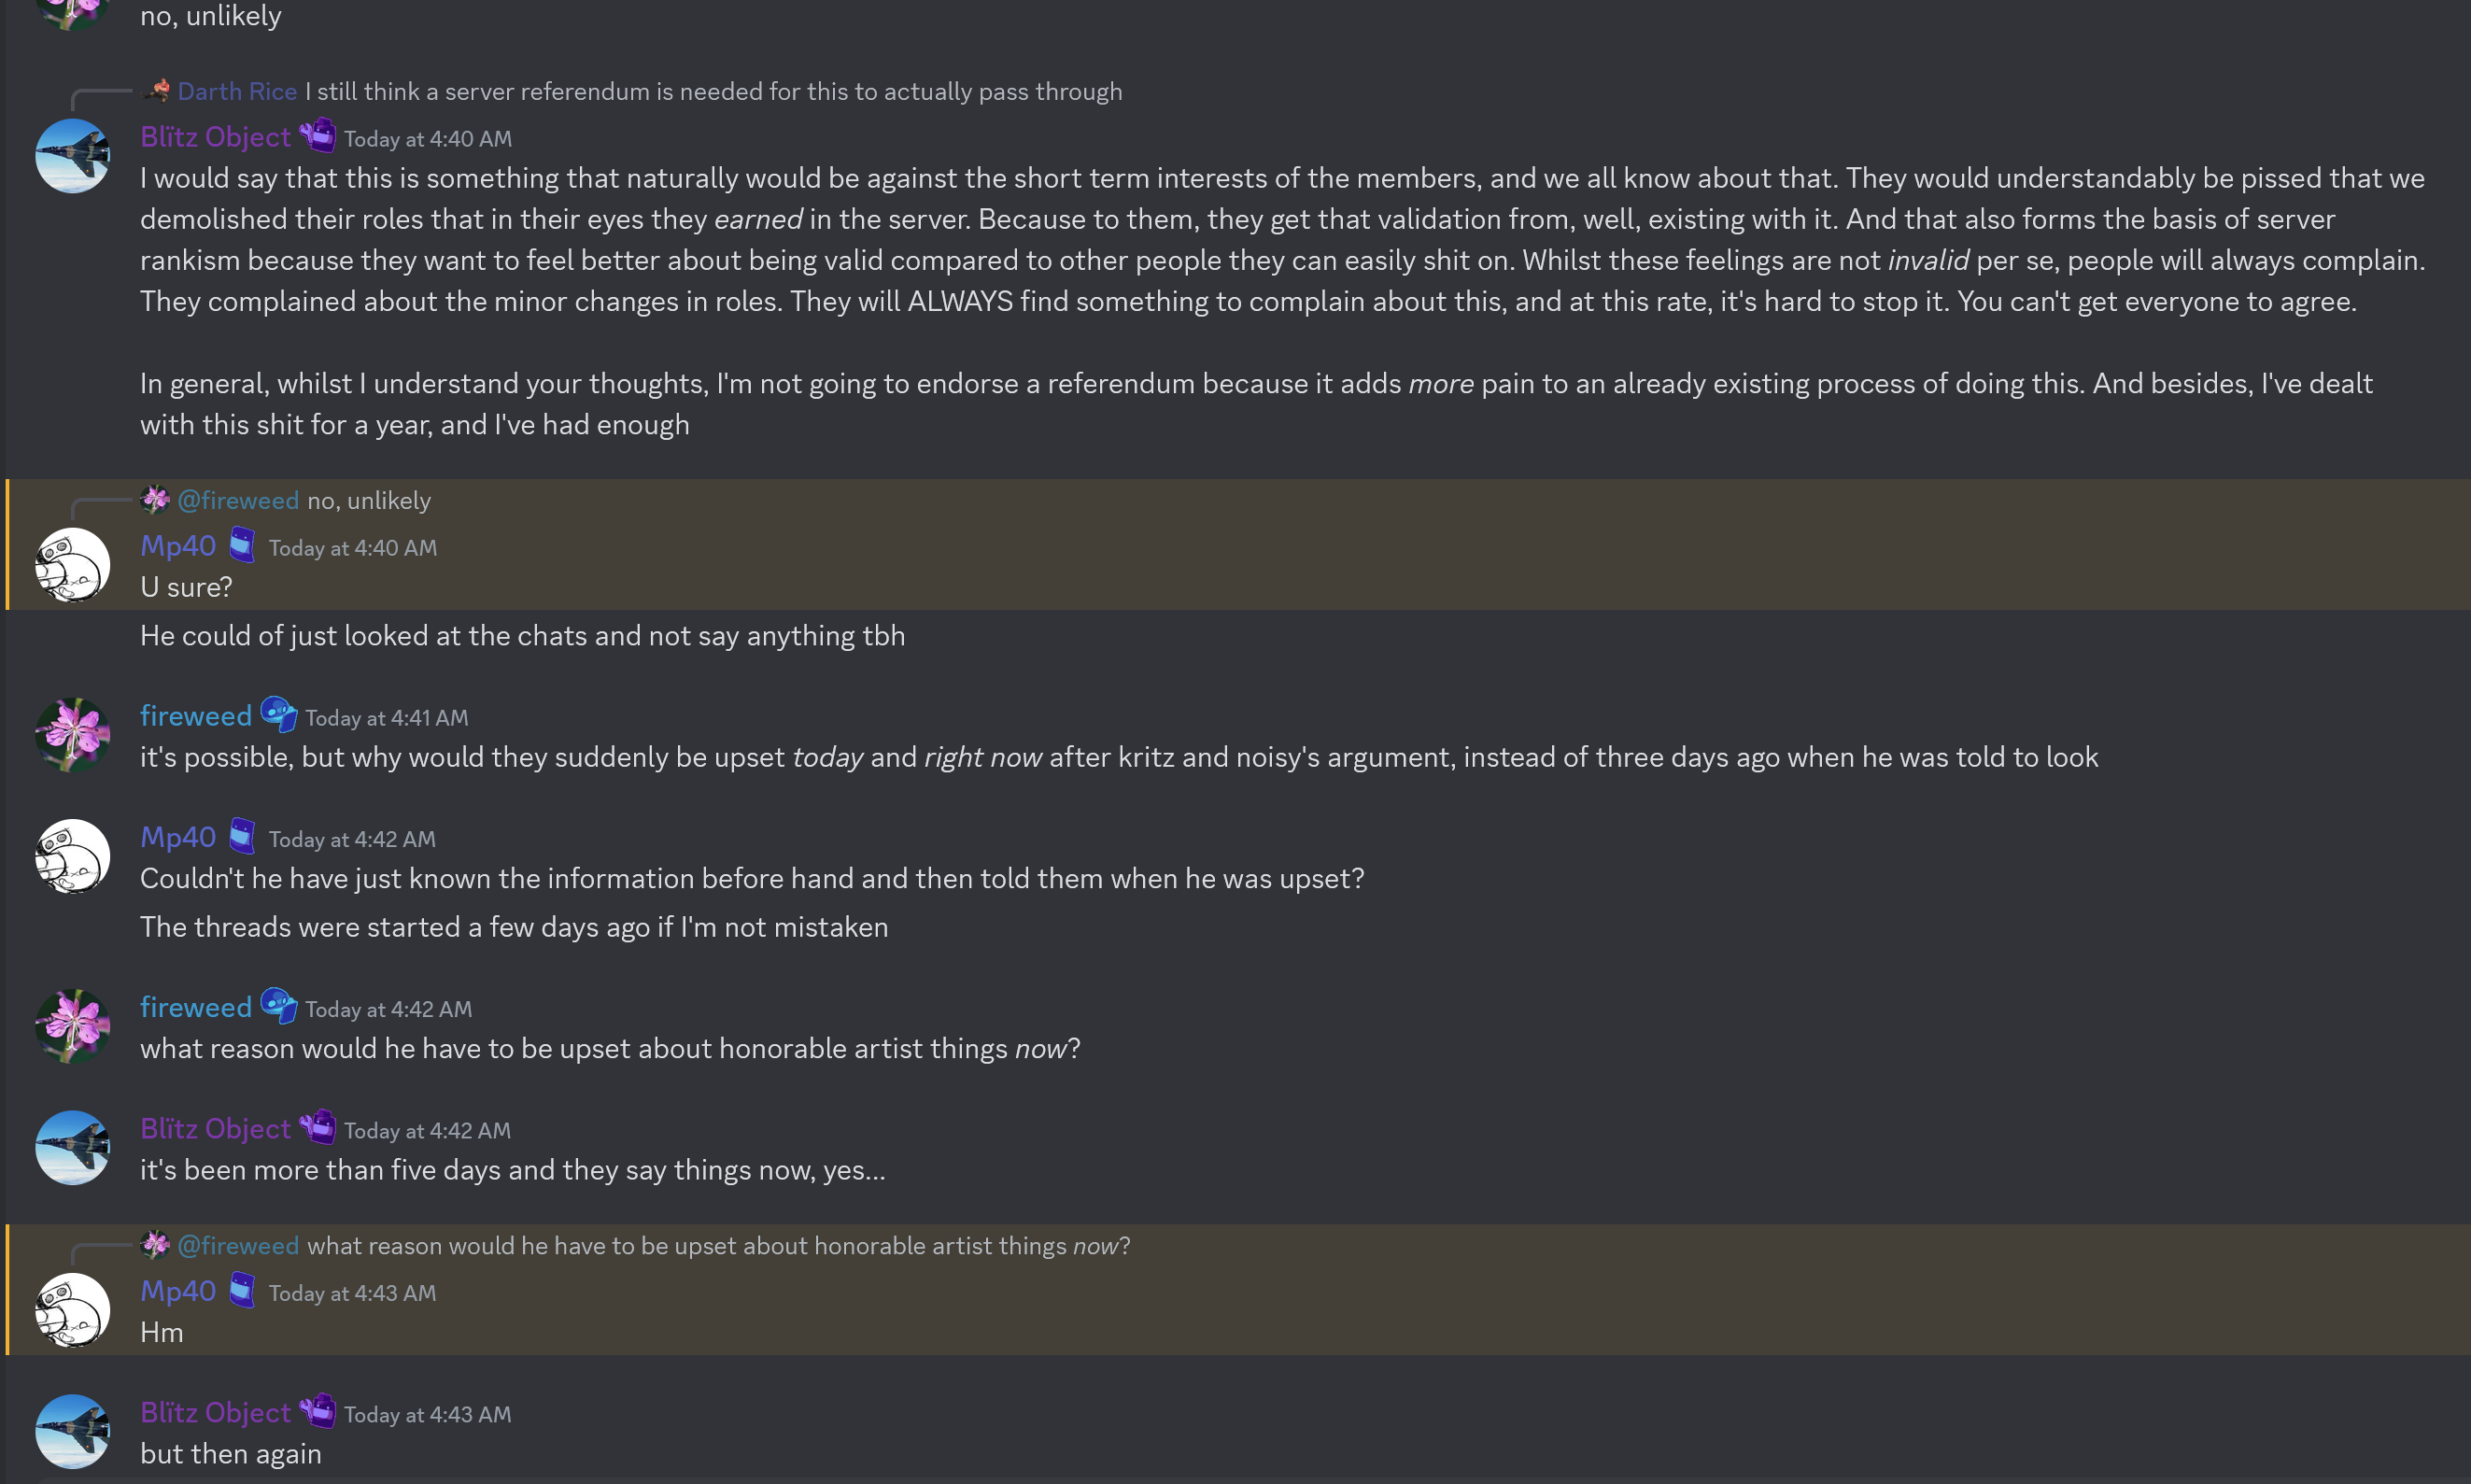 no, unlikely
Darth Rice I still think a server referendum is needed for this to actually pass through
Blïtz Object Today at 4:40 AM
I would say that this is something that naturally would be against the short term interests of the members, and we all know about that. They would understandably be pissed that we
demolished their roles that in their eyes they earned in the server. Because to them, they get that validation from, well, existing with it. And that also forms the basis of server
rankism because they want to feel better about being valid compared to other people they can easily shit on. Whilst these feelings are not invalid per se, people will always complain.
They complained about the minor changes in roles. They will ALWAYS find something to complain about this, and at this rate, it's hard to stop it. You can't get everyone to agree.
In general, whilst I understand your thoughts, I'm not going to endorse a referendum because it adds more pain to an already existing process of doing this. And besides, I've dealt
with this shit for a year, and I've had enough
@fireweed no, unlikely
Mp40 Today at 4:40 AM
U sure?
He could of just looked at the chats and not say anything tbh
fireweed Today at 4:41 AM
it's possible, but why would they suddenly be upset today and right now after kritz and noisy's argument, instead of three days ago when he was told to look
Mp40 Today at 4:42 AM
Couldn't he have just known the information before hand and then told them when he was upset?
The threads were started a few days ago if I'm not mistaken
fireweed Today at 4:42 AM
what reason would he have to be upset about honorable artist things now?
Blïtz Object Today at 4:42 AM
it's been more than five days and they say things now, yes...
@fireweed what reason would he have to be upset about honorable artist things now?
Mp40 Today at 4:43 AM
Hm
Blïtz Object Today at 4:43 AM
but then again